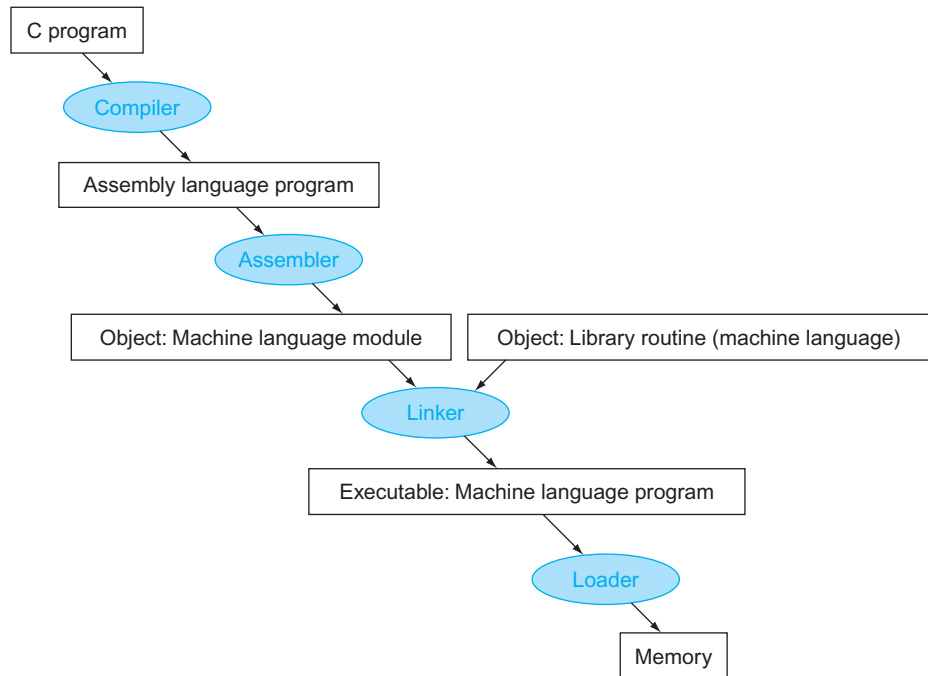 C program
Compiler
Assembly language program
Assembler
Object: Machine language module
Object: Library routine (machine language)
Linker
Executable: Machine language program
Loader
Memory